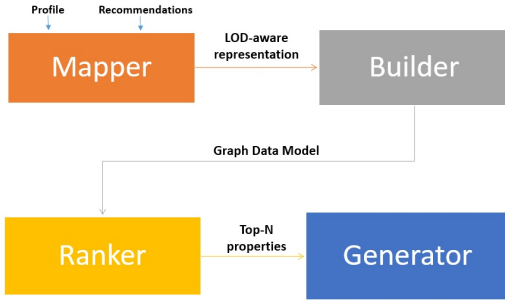 Profile
Recommendations
Mapper
LOD-aware
representation
Builder
Graph Data Model
Ranker
Top-N
properties
Generator